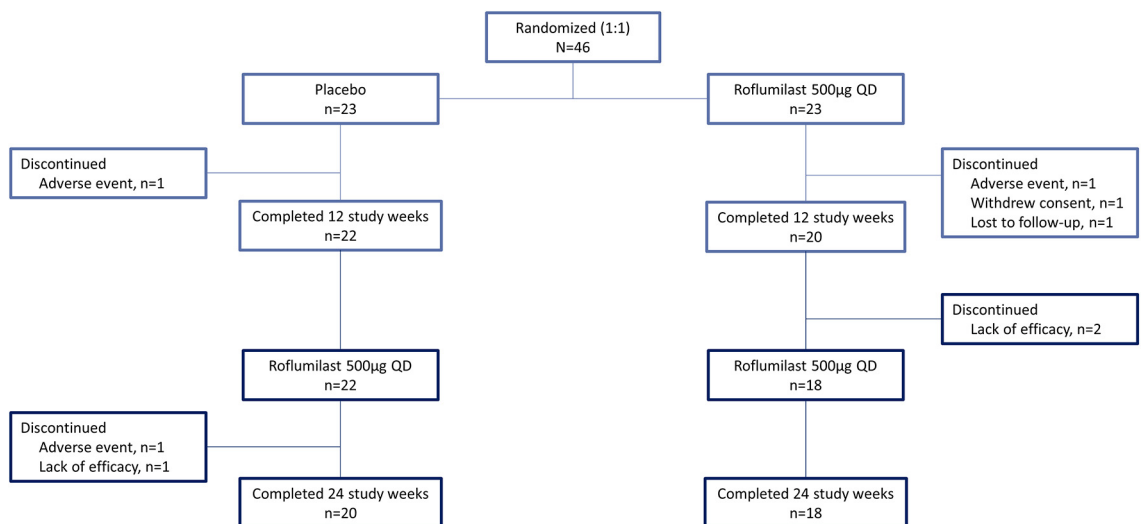 Randomized (1:1)
N=46
Placebo
n=23
Roflumilast 500µg QD
n=23
Discontinued
Adverse event, n=1
Discontinued
Adverse event, n=1
Withdrew consent, n=1
Lost to follow-up, n=1
Completed 12 study weeks
n=22
Completed 12 study weeks
n=20
Discontinued
Lack of efficacy, n=2
Roflumilast 500µg QD
n=22
Roflumilast 500µg QD
n=18
Discontinued
Adverse event, n=1
Lack of efficacy, n=1
Completed 24 study weeks
n=20
Completed 24 study weeks
n=18